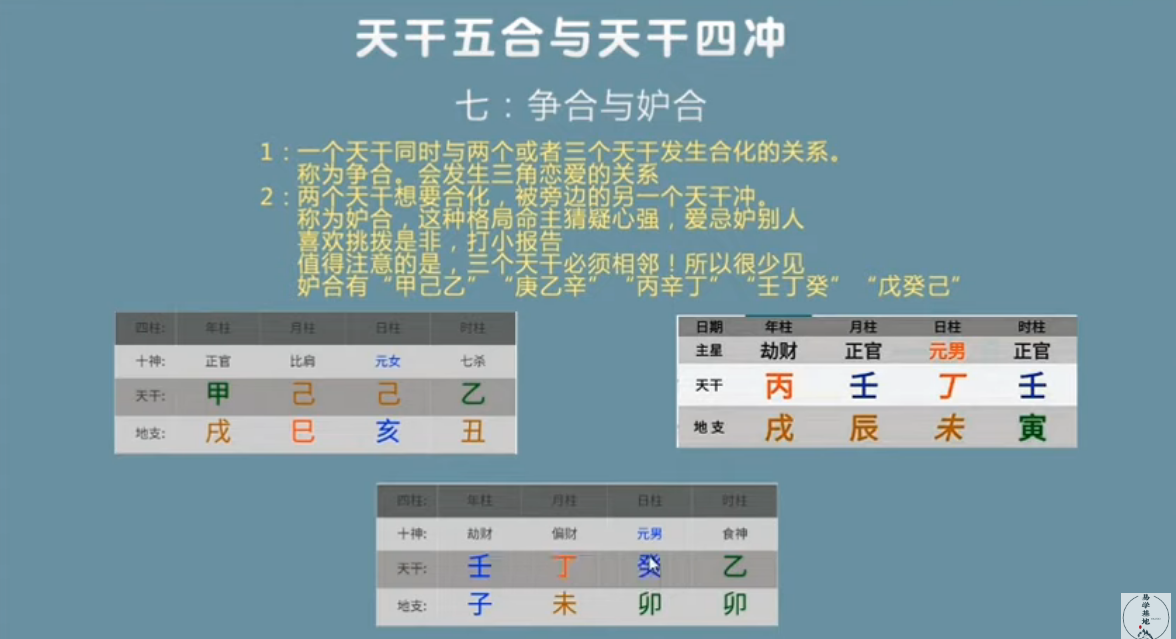 天干五合与天干四冲
七：争合与妒合
1：一个天干同时与两个或者三个天干发生合化的关系。
称为争合。会发生三角恋爱的关系
2：两个天干想要合化，被旁边的另一个天干冲。
称为妒合，这种格局命主猜疑心强，爱忌妒别人
喜欢挑拨是非，打小报告
值得注意的是，三个天干必须相邻！所以很少见
妒合有“甲己乙” “庚乙辛” “丙辛丁” “壬丁癸” “戊癸己”
四柱: 年柱 月柱 日柱 时柱
十神: 正官 比肩 元女 七杀
天干: 甲 己 己 乙
地支: 戌 巳 亥 丑
日期 年柱 月柱 日柱 时柱
主星 劫财 正官 元男 正官
天干 丙 壬 丁 壬
地支 戌 辰 未 寅
四柱: 年柱 月柱 日柱 时柱
十神: 劫财 偏财 元男 食神
天干: 壬 丁 癸 乙
地支: 子 未 卯 卯
易学基地